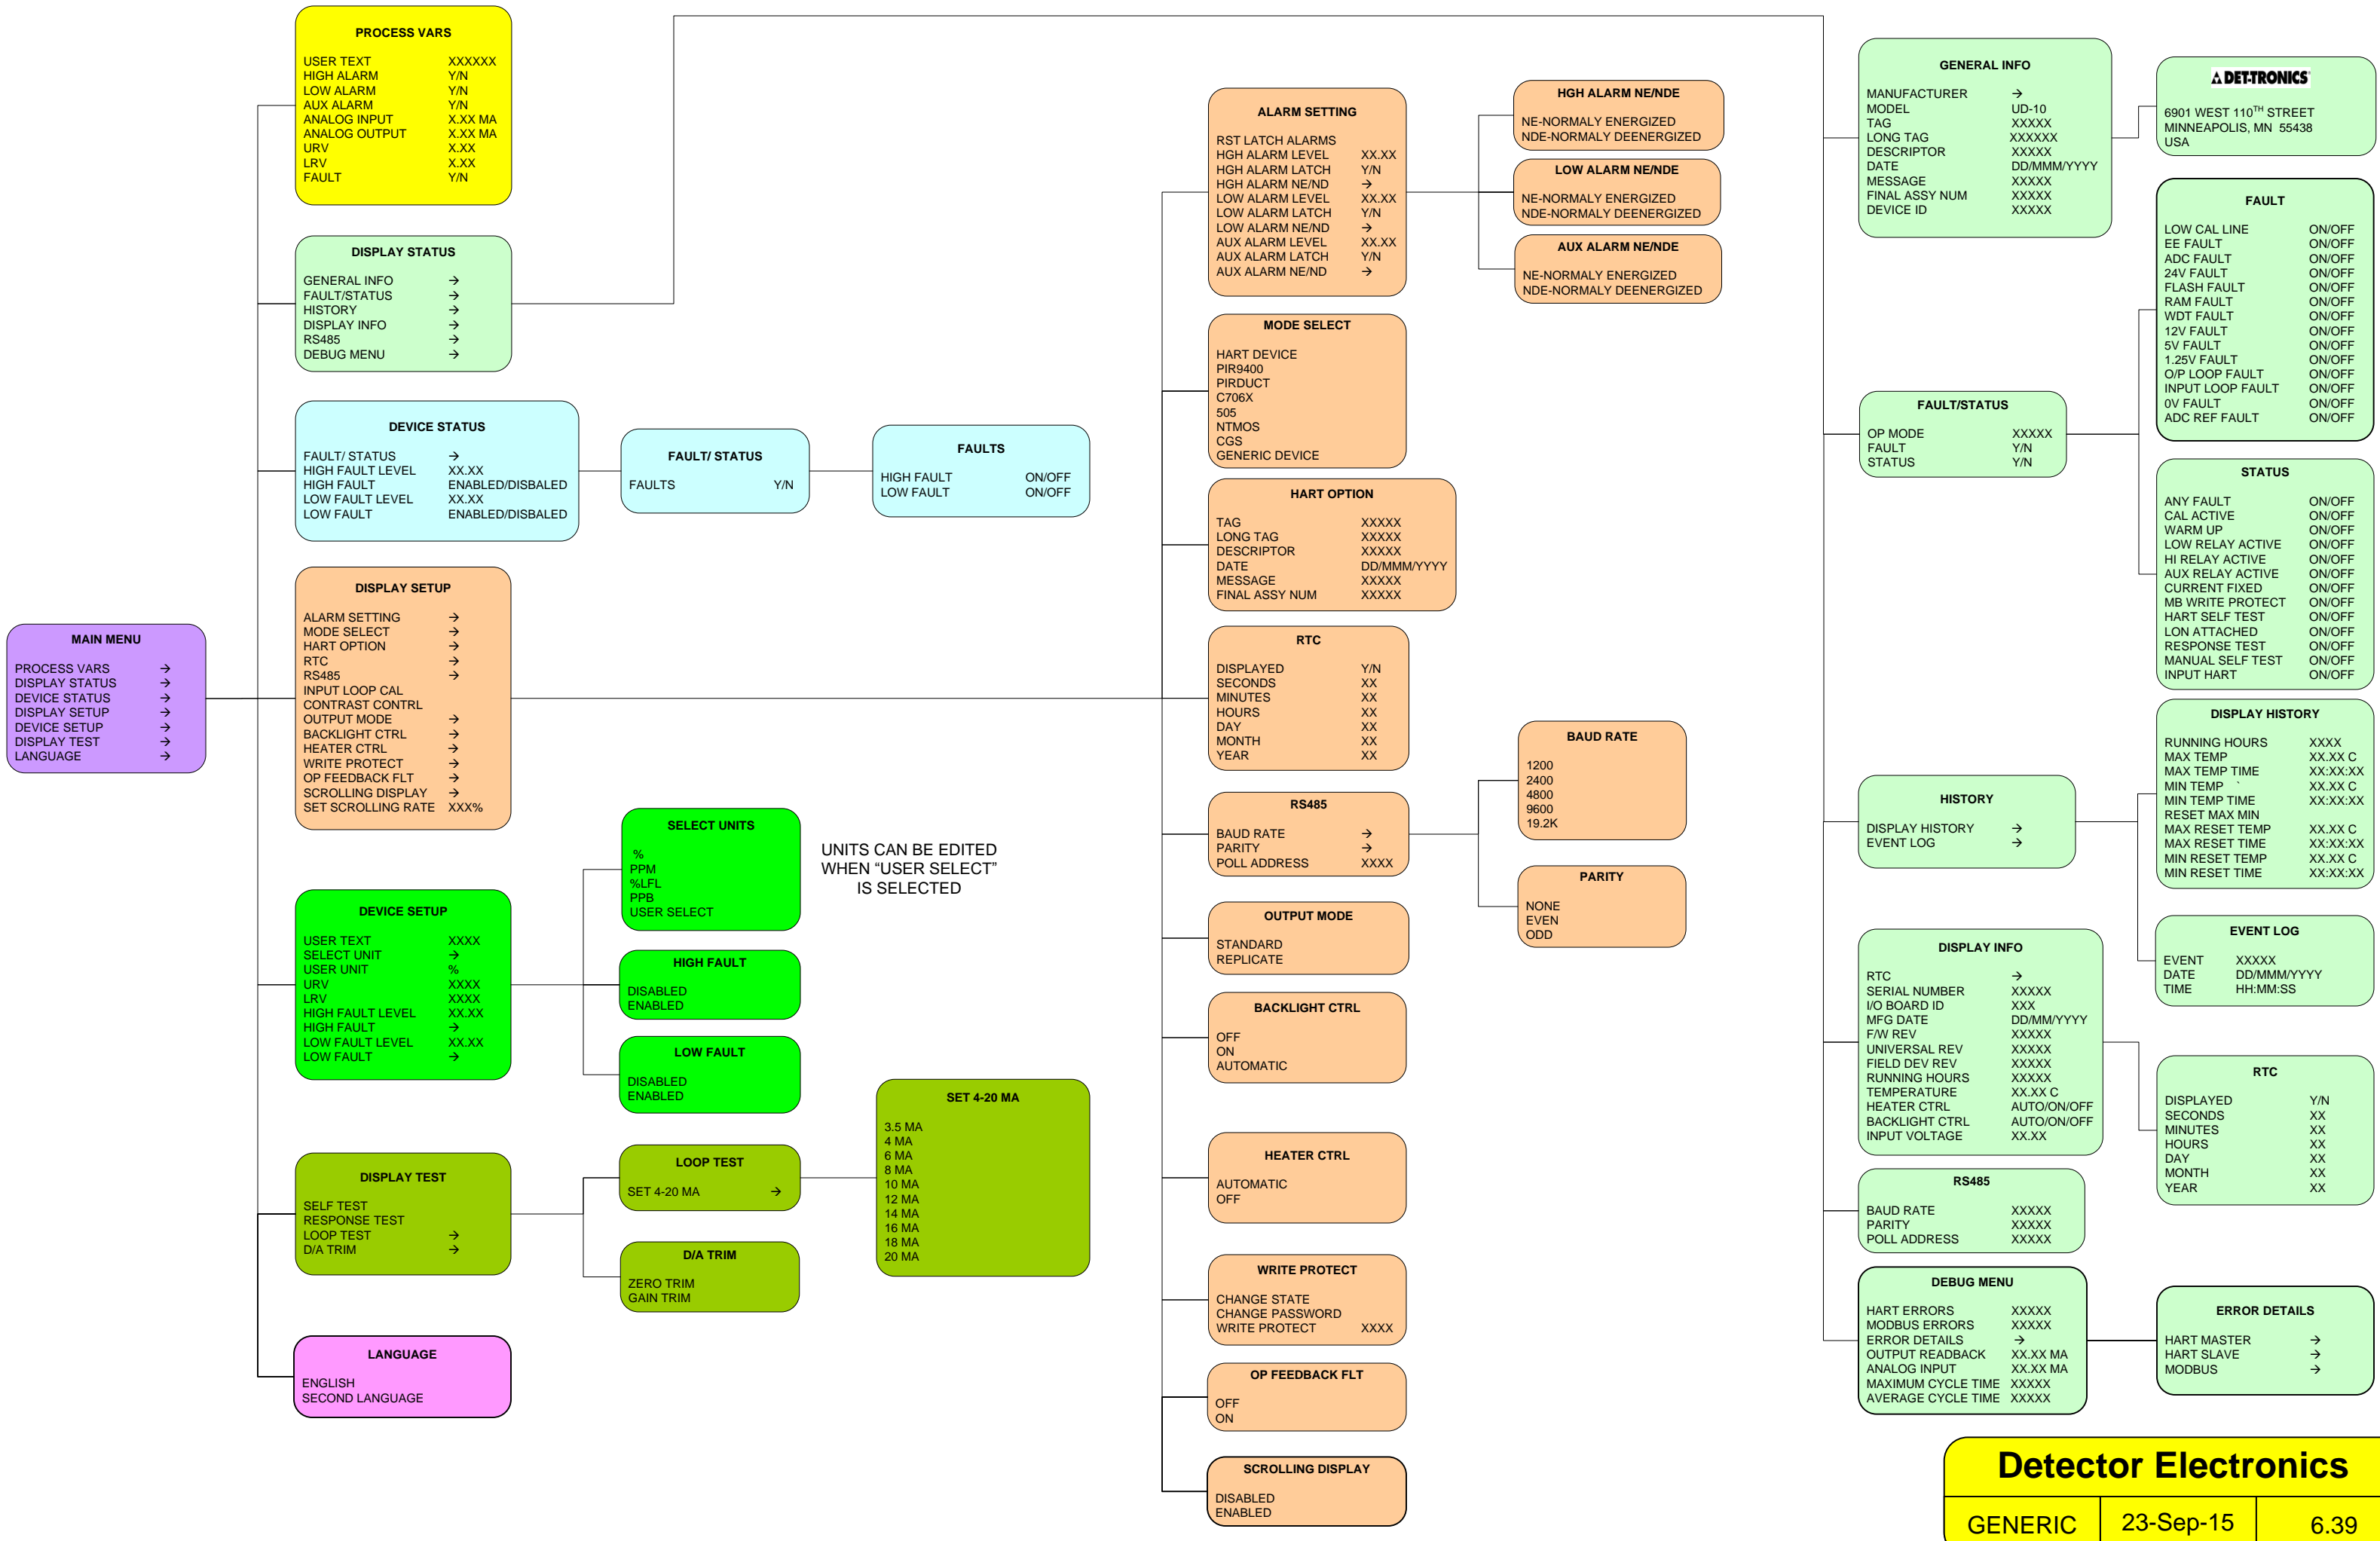 MAIN MENU
PROCESS VARS →
DISPLAY STATUS →
DEVICE STATUS →
DISPLAY SETUP →
DEVICE SETUP →
DISPLAY TEST →
LANGUAGE →
PROCESS VARS
USER TEXT XXXXXX
HIGH ALARM Y/N
LOW ALARM Y/N
AUX ALARM Y/N
ANALOG INPUT X.XX MA
ANALOG OUTPUT X.XX MA
URV X.XX
LRV X.XX
FAULT Y/N
DISPLAY STATUS
GENERAL INFO →
FAULT/STATUS →
HISTORY →
DISPLAY INFO →
RS485 →
DEBUG MENU →
DEVICE STATUS
FAULT/ STATUS →
HIGH FAULT LEVEL XX.XX
HIGH FAULT ENABLED/DISBALED
LOW FAULT LEVEL XX.XX
LOW FAULT ENABLED/DISBALED
FAULT/ STATUS
FAULTS Y/N
FAULTS
HIGH FAULT ON/OFF
LOW FAULT ON/OFF
DISPLAY SETUP
ALARM SETTING →
MODE SELECT →
HART OPTION →
RTC →
RS485 →
INPUT LOOP CAL
CONTRAST CONTRL
OUTPUT MODE →
BACKLIGHT CTRL →
HEATER CTRL →
WRITE PROTECT →
OP FEEDBACK FLT →
SCROLLING DISPLAY →
SET SCROLLING RATE XXX%
DEVICE SETUP
USER TEXT XXXX
SELECT UNIT →
USER UNIT %
URV XXXX
LRV XXXX
HIGH FAULT LEVEL XX.XX
HIGH FAULT →
LOW FAULT LEVEL XX.XX
LOW FAULT →
SELECT UNITS
%
PPM
%LFL
PPB
USER SELECT
UNITS CAN BE EDITED
WHEN “USER SELECT”
IS SELECTED
HIGH FAULT
DISABLED
ENABLED
LOW FAULT
DISABLED
ENABLED
DISPLAY TEST
SELF TEST
RESPONSE TEST
LOOP TEST →
D/A TRIM →
LOOP TEST
SET 4-20 MA →
D/A TRIM
ZERO TRIM
GAIN TRIM
SET 4-20 MA
3.5 MA
4 MA
6 MA
8 MA
10 MA
12 MA
14 MA
16 MA
18 MA
20 MA
LANGUAGE
ENGLISH
SECOND LANGUAGE
ALARM SETTING
RST LATCH ALARMS
HGH ALARM LEVEL XX.XX
HGH ALARM LATCH Y/N
HGH ALARM NE/ND →
LOW ALARM LEVEL XX.XX
LOW ALARM LATCH Y/N
LOW ALARM NE/ND →
AUX ALARM LEVEL XX.XX
AUX ALARM LATCH Y/N
AUX ALARM NE/ND →
HGH ALARM NE/NDE
NE-NORMALY ENERGIZED
NDE-NORMALY DEENERGIZED
LOW ALARM NE/NDE
NE-NORMALY ENERGIZED
NDE-NORMALY DEENERGIZED
AUX ALARM NE/NDE
NE-NORMALY ENERGIZED
NDE-NORMALY DEENERGIZED
MODE SELECT
HART DEVICE
PIR9400
PIRDUCT
C706X
505
NTMOS
CGS
GENERIC DEVICE
HART OPTION
TAG XXXXX
LONG TAG XXXXX
DESCRIPTOR XXXXX
DATE DD/MMM/YYYY
MESSAGE XXXXX
FINAL ASSY NUM XXXXX
RTC
DISPLAYED Y/N
SECONDS XX
MINUTES XX
HOURS XX
DAY XX
MONTH XX
YEAR XX
RS485
BAUD RATE →
PARITY →
POLL ADDRESS XXXX
BAUD RATE
1200
2400
4800
9600
19.2K
PARITY
NONE
EVEN
ODD
OUTPUT MODE
STANDARD
REPLICATE
BACKLIGHT CTRL
OFF
ON
AUTOMATIC
HEATER CTRL
AUTOMATIC
OFF
WRITE PROTECT
CHANGE STATE
CHANGE PASSWORD
WRITE PROTECT XXXX
OP FEEDBACK FLT
OFF
ON
SCROLLING DISPLAY
DISABLED
ENABLED
GENERAL INFO
MANUFACTURER →
MODEL UD-10
TAG XXXXX
LONG TAG XXXXXX
DESCRIPTOR XXXXX
DATE DD/MMM/YYYY
MESSAGE XXXXX
FINAL ASSY NUM XXXXX
DEVICE ID XXXXX
DET-TRONICS
6901 WEST 110TH STREET
MINNEAPOLIS, MN 55438
USA
FAULT/STATUS
OP MODE XXXXX
FAULT Y/N
STATUS Y/N
FAULT
LOW CAL LINE ON/OFF
EE FAULT ON/OFF
ADC FAULT ON/OFF
24V FAULT ON/OFF
FLASH FAULT ON/OFF
RAM FAULT ON/OFF
WDT FAULT ON/OFF
12V FAULT ON/OFF
5V FAULT ON/OFF
1.25V FAULT ON/OFF
O/P LOOP FAULT ON/OFF
INPUT LOOP FAULT ON/OFF
0V FAULT ON/OFF
ADC REF FAULT ON/OFF
STATUS
ANY FAULT ON/OFF
CAL ACTIVE ON/OFF
WARM UP ON/OFF
LOW RELAY ACTIVE ON/OFF
HI RELAY ACTIVE ON/OFF
AUX RELAY ACTIVE ON/OFF
CURRENT FIXED ON/OFF
MB WRITE PROTECT ON/OFF
HART SELF TEST ON/OFF
LON ATTACHED ON/OFF
RESPONSE TEST ON/OFF
MANUAL SELF TEST ON/OFF
INPUT HART ON/OFF
HISTORY
DISPLAY HISTORY →
EVENT LOG →
DISPLAY HISTORY
RUNNING HOURS XXXX
MAX TEMP XX.XX C
MAX TEMP TIME XX:XX:XX
MIN TEMP ` XX.XX C
MIN TEMP TIME XX:XX:XX
RESET MAX MIN
MAX RESET TEMP XX.XX C
MAX RESET TIME XX:XX:XX
MIN RESET TEMP XX.XX C
MIN RESET TIME XX:XX:XX
EVENT LOG
EVENT XXXXX
DATE DD/MMM/YYYY
TIME HH:MM:SS
DISPLAY INFO
RTC →
SERIAL NUMBER XXXXX
I/O BOARD ID XXX
MFG DATE DD/MM/YYYY
F/W REV XXXXX
UNIVERSAL REV XXXXX
FIELD DEV REV XXXXX
RUNNING HOURS XXXXX
TEMPERATURE XX.XX C
HEATER CTRL AUTO/ON/OFF
BACKLIGHT CTRL AUTO/ON/OFF
INPUT VOLTAGE XX.XX
RTC
DISPLAYED Y/N
SECONDS XX
MINUTES XX
HOURS XX
DAY XX
MONTH XX
YEAR XX
RS485
BAUD RATE XXXXX
PARITY XXXXX
POLL ADDRESS XXXXX
DEBUG MENU
HART ERRORS XXXXX
MODBUS ERRORS XXXXX
ERROR DETAILS →
OUTPUT READBACK XX.XX MA
ANALOG INPUT XX.XX MA
MAXIMUM CYCLE TIME XXXXX
AVERAGE CYCLE TIME XXXXX
ERROR DETAILS
HART MASTER →
HART SLAVE →
MODBUS →
Detector Electronics
GENERIC 23-Sep-15 6.39